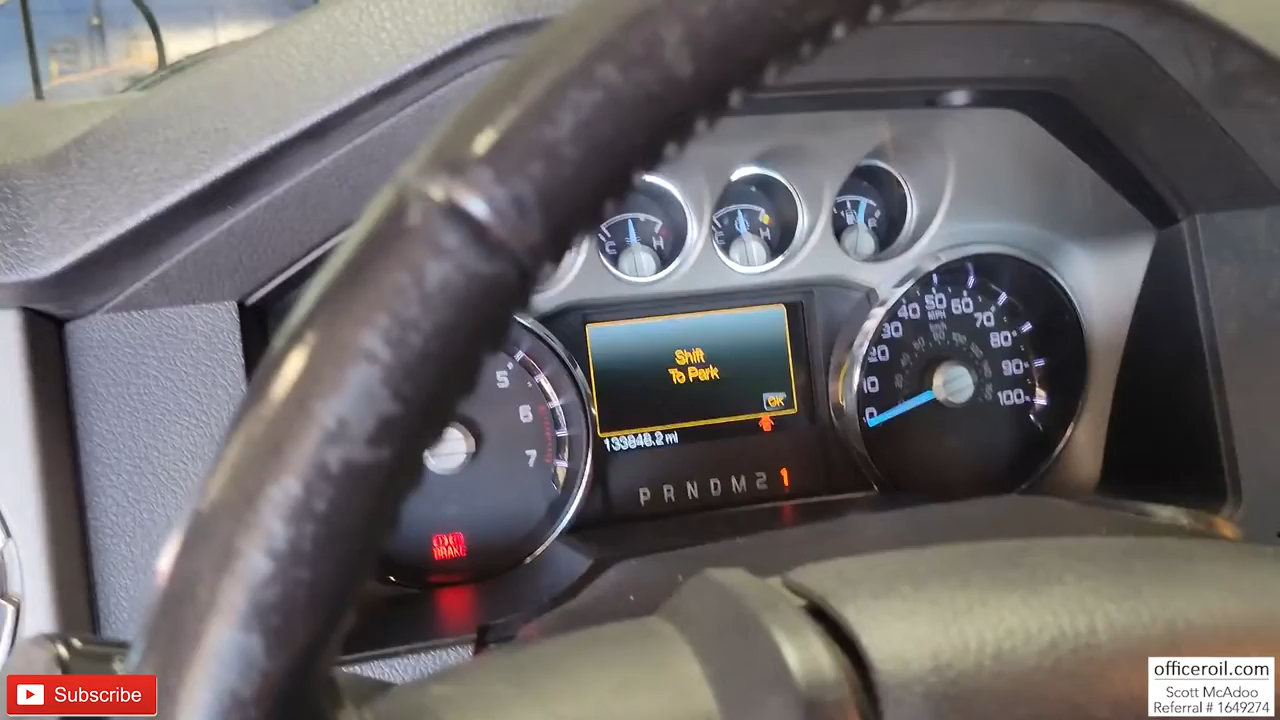 C H
C H
F
50
40 60
MPH
30 70
20 80
10 90
0 100
5
6
7
Shift
To Park
OK
133848.2 mi
P R N D M 2 1
BRAKE
Subscribe
officeroil.com
Scott McAdoo
Referral # 1649274